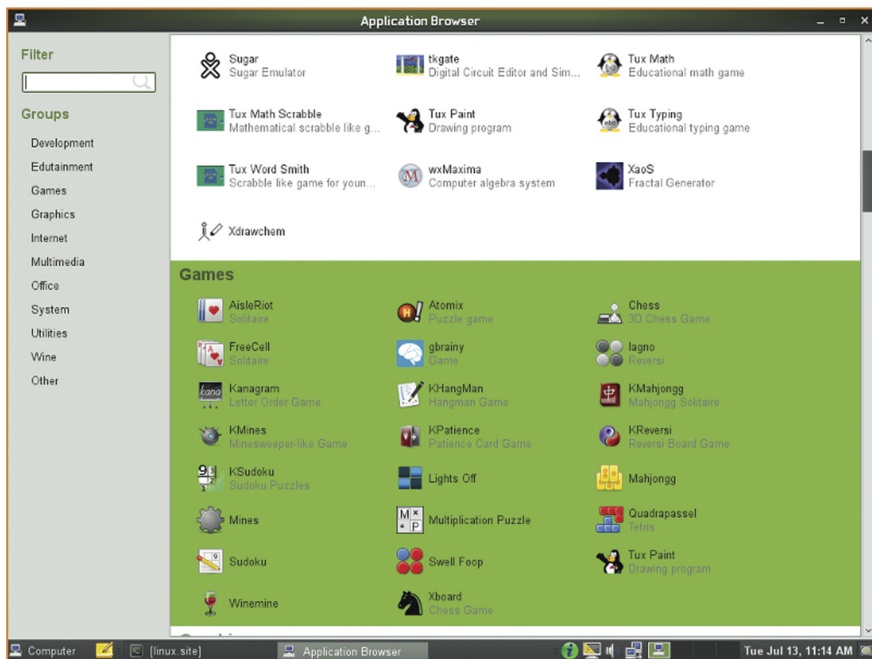 Application Browser
Filter
Groups
Development
Edutainment
Games
Graphics
Internet
Multimedia
Office
System
Utilities
Wine
Other
Sugar
Sugar Emulator
tkgate
Digital Circuit Editor and Sim...
Tux Math
Educational math game
Tux Math Scrabble
Mathematical scrabble like g...
Tux Paint
Drawing program
Tux Typing
Educational typing game
Tux Word Smith
Scrabble like game for youn...
wxMaxima
Computer algebra system
XaoS
Fractal Generator
Xdrawchem
Games
AisleRiot
Solitaire
Atomix
Puzzle game
Chess
3D Chess Game
FreeCell
Solitaire
gbrainy
Game
Iagno
Reversi
Kanagram
Letter Order Game
KHangMan
Hangman Game
KMahjongg
Mahjongg Solitaire
KMines
Minesweeper-like Game
KPatience
Patience Card Game
KReversi
Reversi Board Game
KSudoku
Sudoku Puzzles
Lights Off
Mahjongg
Mines
Multiplication Puzzle
Quadrapassel
Tetris
Sudoku
Swell Foop
Tux Paint
Drawing program
Winemine
Xboard
Chess Game
Computer
[linux.site]
Application Browser
Tue Jul 13, 11:14 AM